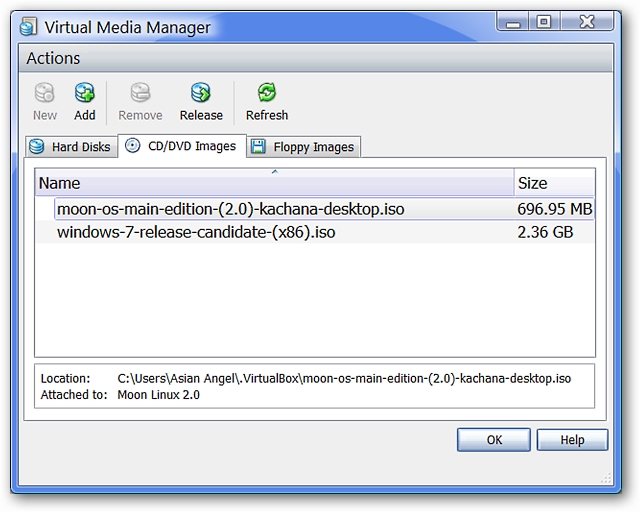 Virtual Media Manager
Actions
New Add Remove Release Refresh
Hard Disks CD/DVD Images Floppy Images
Name Size
moon-os-main-edition-(2.0)-kachana-desktop.iso 696.95 MB
windows-7-release-candidate-(x86).iso 2.36 GB
Location: C:\Users\Asian Angel\.VirtualBox\moon-os-main-edition-(2.0)-kachana-desktop.iso
Attached to: Moon Linux 2.0
OK Help